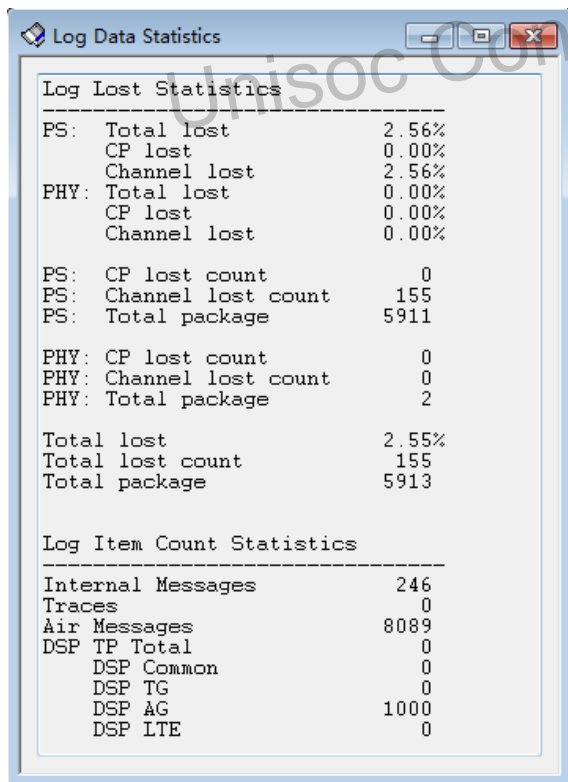 Log Data Statistics
Unisoc Con
Log Lost Statistics
--------------------------------
PS: Total lost 2.56%
CP lost 0.00%
Channel lost 2.56%
PHY: Total lost 0.00%
CP lost 0.00%
Channel lost 0.00%
PS: CP lost count 0
PS: Channel lost count 155
PS: Total package 5911
PHY: CP lost count 0
PHY: Channel lost count 0
PHY: Total package 2
Total lost 2.55%
Total lost count 155
Total package 5913
Log Item Count Statistics
--------------------------------
Internal Messages 246
Traces 0
Air Messages 8089
DSP TP Total 0
DSP Common 0
DSP TG 0
DSP AG 1000
DSP LTE 0